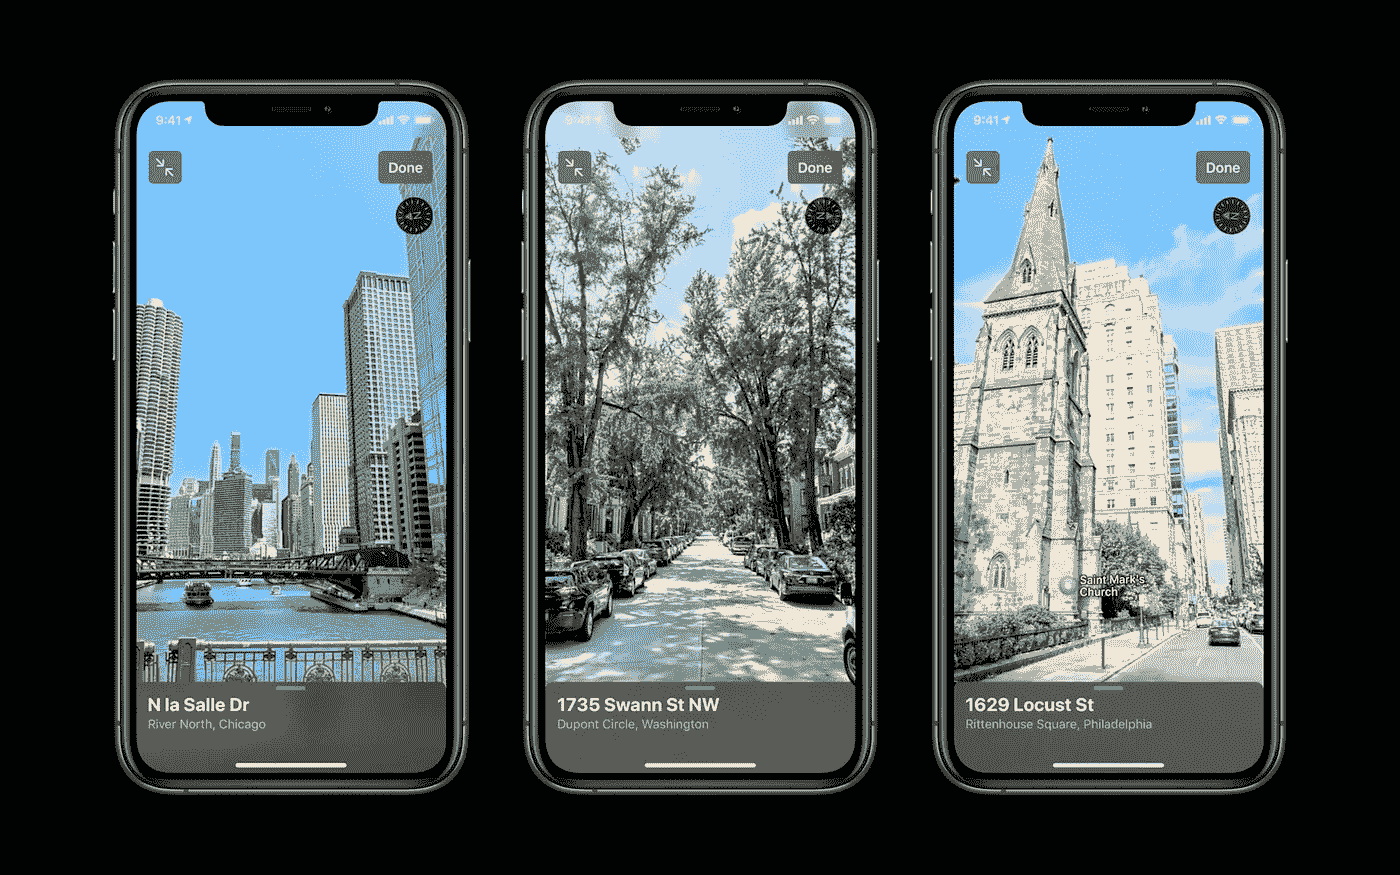 9:41
Done
N la Salle Dr
River North, Chicago
9:41
Done
1735 Swann St NW
Dupont Circle, Washington
9:41
Done
Saint Mark's
Church
1629 Locust St
Rittenhouse Square, Philadelphia